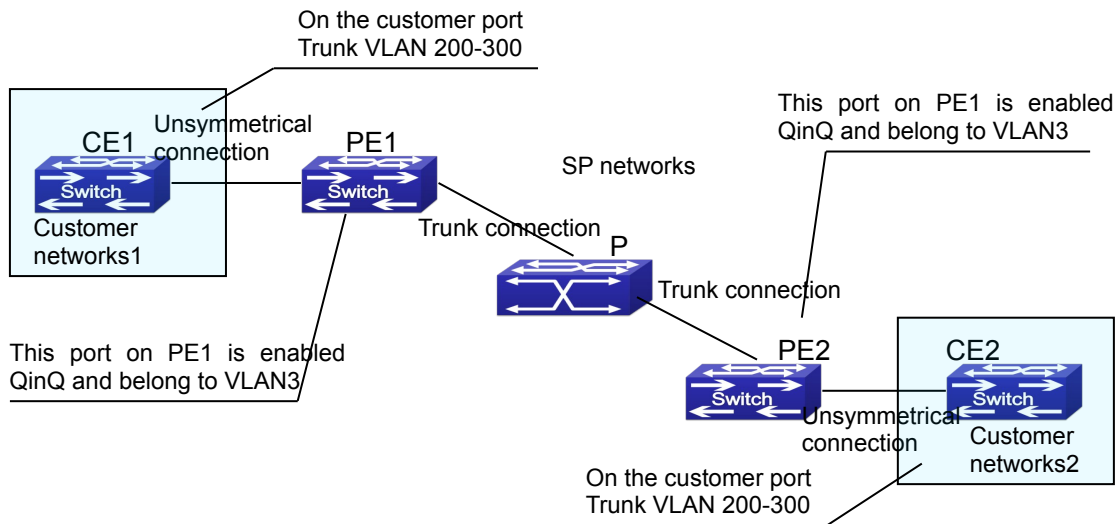 On the customer port
Trunk VLAN 200-300
This port on PE1 is enabled
QinQ and belong to VLAN3
Unsymmetrical
connection
CE1
PE1
SP networks
Switch
Switch
Customer
networks1
Trunk connection
P
Trunk connection
This port on PE1 is enabled
QinQ and belong to VLAN3
PE2
CE2
Switch
Switch
Unsymmetrical
connection
Customer
networks2
On the customer port
Trunk VLAN 200-300